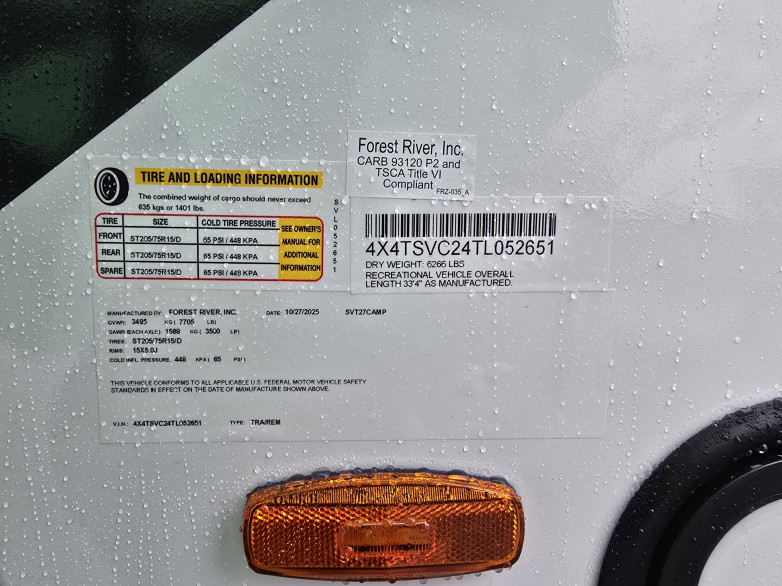 Forest River, Inc.
CARB 93120 P2 and
TSCA Title VI
Compliant
FRZ-035_A
TIRE AND LOADING INFORMATION
The combined weight of cargo should never exceed
635 kgs or 1401 lbs.
TIRE SIZE COLD TIRE PRESSURE
FRONT ST205/75R15/D 65 PSI / 448 KPA
REAR ST205/75R15/D 65 PSI / 448 KPA
SPARE ST205/75R15/D 65 PSI / 448 KPA
SEE OWNER'S
MANUAL FOR
ADDITIONAL
INFORMATION
SVL052651
4X4TSVC24TL052651
DRY WEIGHT: 6266 LBS
RECREATIONAL VEHICLE OVERALL
LENGTH 33'4" AS MANUFACTURED.
MANUFACTURED BY: FOREST RIVER, INC. DATE: 10/27/2025 SVT27CAMP
GVWR: 3495 KG ( 7705 LB)
GAWR (EACH AXLE): 1588 KG ( 3500 LB)
TIRES: ST205/75R15/D
RIMS: 15X5.0J
COLD INFL. PRESSURE: 448 KPA ( 65 PSI)
THIS VEHICLE CONFORMS TO ALL APPLICABLE U.S. FEDERAL MOTOR VEHICLE SAFETY
STANDARDS IN EFFECT ON THE DATE OF MANUFACTURE SHOWN ABOVE.
V.I.N.: 4X4TSVC24TL052651 TYPE: TRA/REM